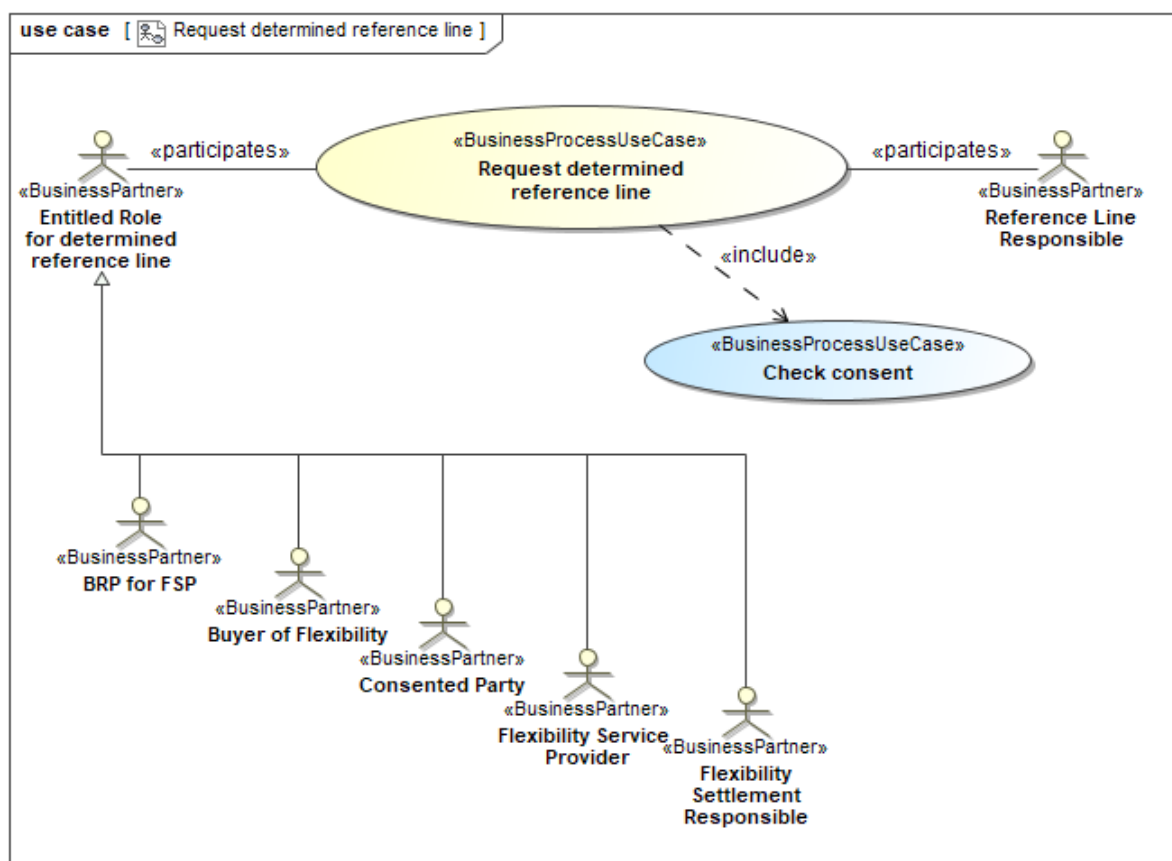 use case [ Request determined reference line ]
«participates»
«BusinessProcessUseCase»
Request determined
reference line
«participates»
«BusinessPartner»
Entitled Role
for determined
reference line
«BusinessPartner»
Reference Line
Responsible
«include»
«BusinessProcessUseCase»
Check consent
«BusinessPartner»
BRP for FSP
«BusinessPartner»
Buyer of Flexibility
«BusinessPartner»
Consented Party
«BusinessPartner»
Flexibility Service
Provider
«BusinessPartner»
Flexibility
Settlement
Responsible